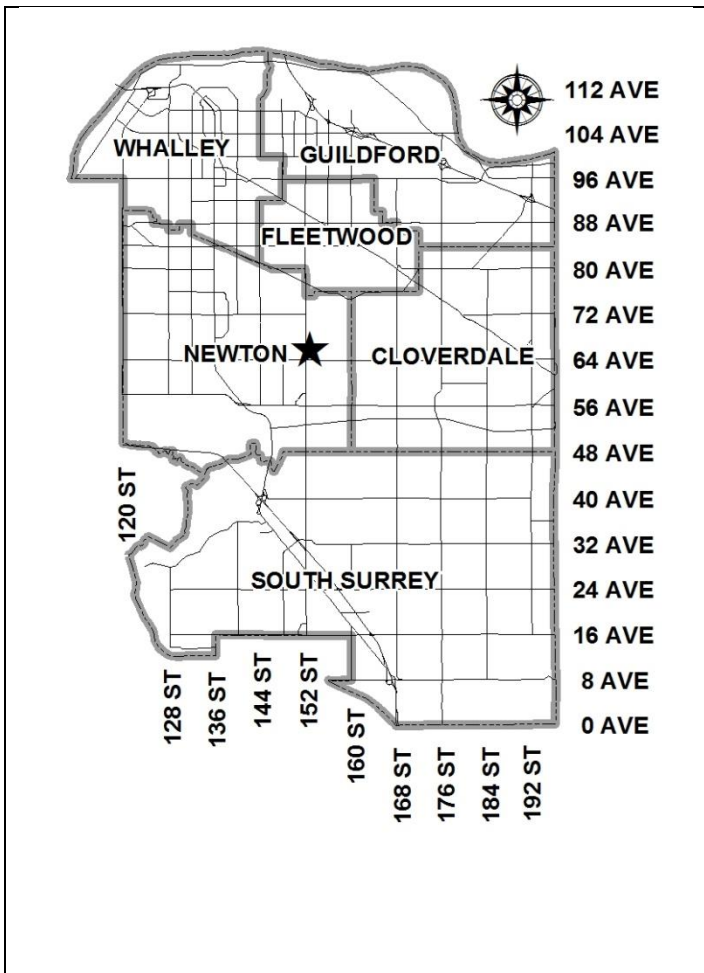 112 AVE
104 AVE
WHALLEY
GUILDFORD
96 AVE
88 AVE
FLEETWOOD
80 AVE
72 AVE
NEWTON
CLOVERDALE
64 AVE
56 AVE
48 AVE
120 ST
40 AVE
32 AVE
SOUTH SURREY
24 AVE
16 AVE
128 ST
136 ST
144 ST
152 ST
8 AVE
160 ST
0 AVE
168 ST
176 ST
184 ST
192 ST